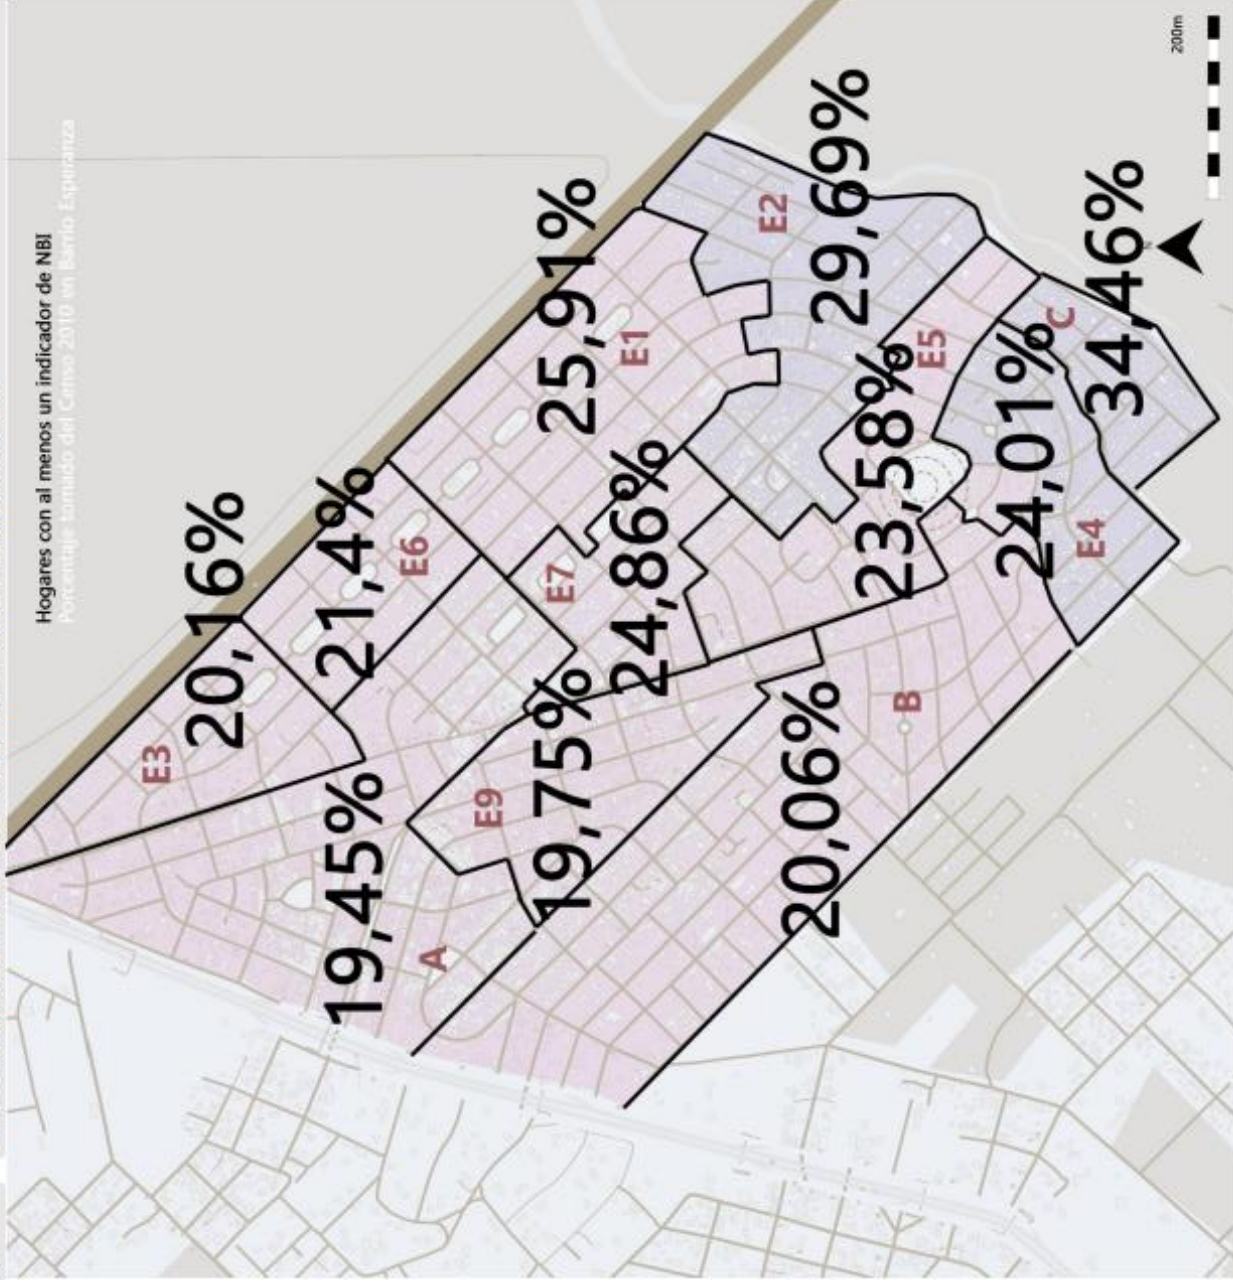 Hogares con al menos un indicador de NBI
Porcentaje tomado del Censo 2010 en Barrio Esperanza
E3
20,16%
21,4%
E6
19,45%
A
E9
19,75%
E7
24,86%
25,91%
E1
E2
29,69%
23,58%
E5
20,06%
B
24,01%
E4
C
34,46%
N
200m